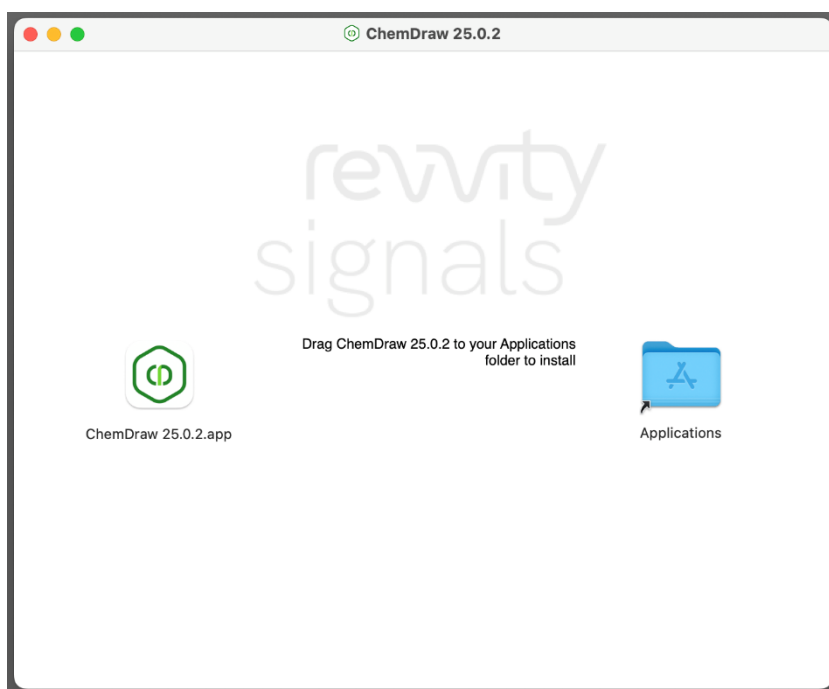 ChemDraw 25.0.2
revvity
signals
Drag ChemDraw 25.0.2 to your Applications
folder to install
ChemDraw 25.0.2.app
Applications